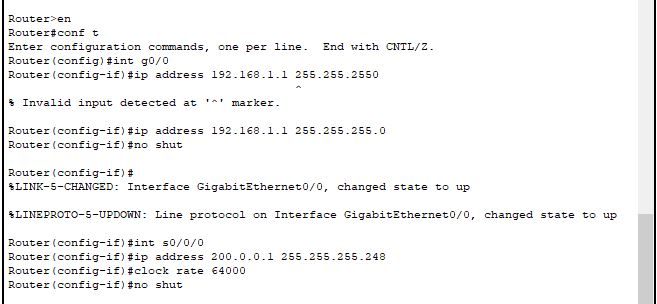 Router>en
Router#conf t
Enter configuration commands, one per line.  End with CNTL/Z.
Router(config)#int g0/0
Router(config-if)#ip address 192.168.1.1 255.255.2550
^
% Invalid input detected at '^' marker.
Router(config-if)#ip address 192.168.1.1 255.255.255.0
Router(config-if)#no shut
Router(config-if)#
%LINK-5-CHANGED: Interface GigabitEthernet0/0, changed state to up
%LINEPROTO-5-UPDOWN: Line protocol on Interface GigabitEthernet0/0, changed state to up
Router(config-if)#int s0/0/0
Router(config-if)#ip address 200.0.0.1 255.255.255.248
Router(config-if)#clock rate 64000
Router(config-if)#no shut